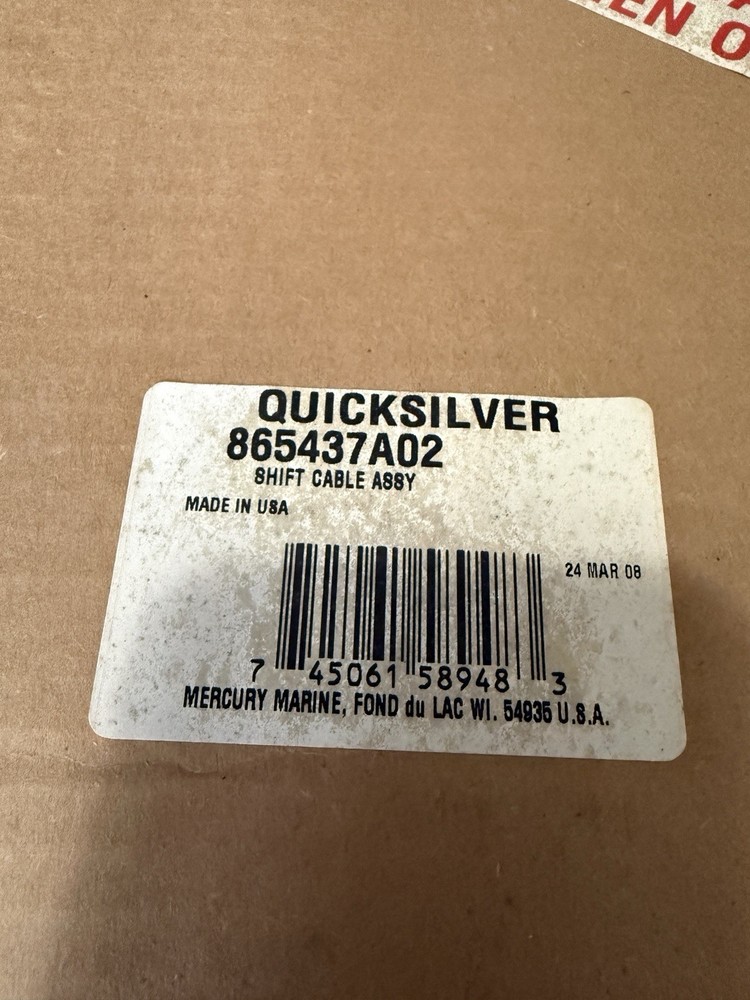 EN O
QUICKSILVER
865437A02
SHIFT CABLE ASSY
MADE IN USA
24 MAR 08
7 45061 58948 3
MERCURY MARINE, FOND du LAC WI. 54935 U.S.A.